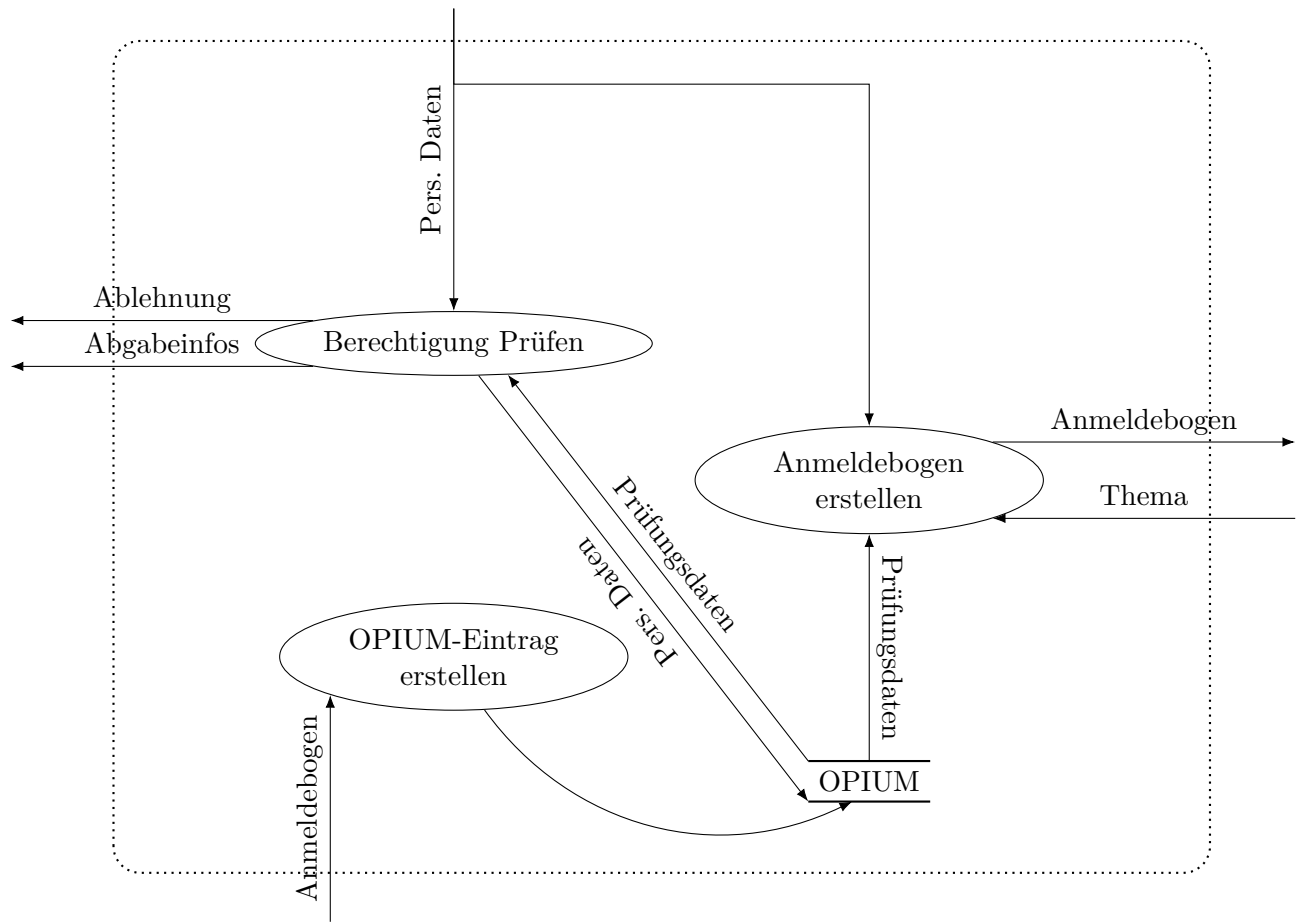 Pers. Daten
Ablehnung
Berechtigung Prüfen
Abgabeinfos
Anmeldebogen
Anmeldebogen
erstellen
Thema
Prüfungsdaten
Pers. Daten
Prüfungsdaten
OPIUM-Eintrag
erstellen
OPIUM
Anmeldebogen